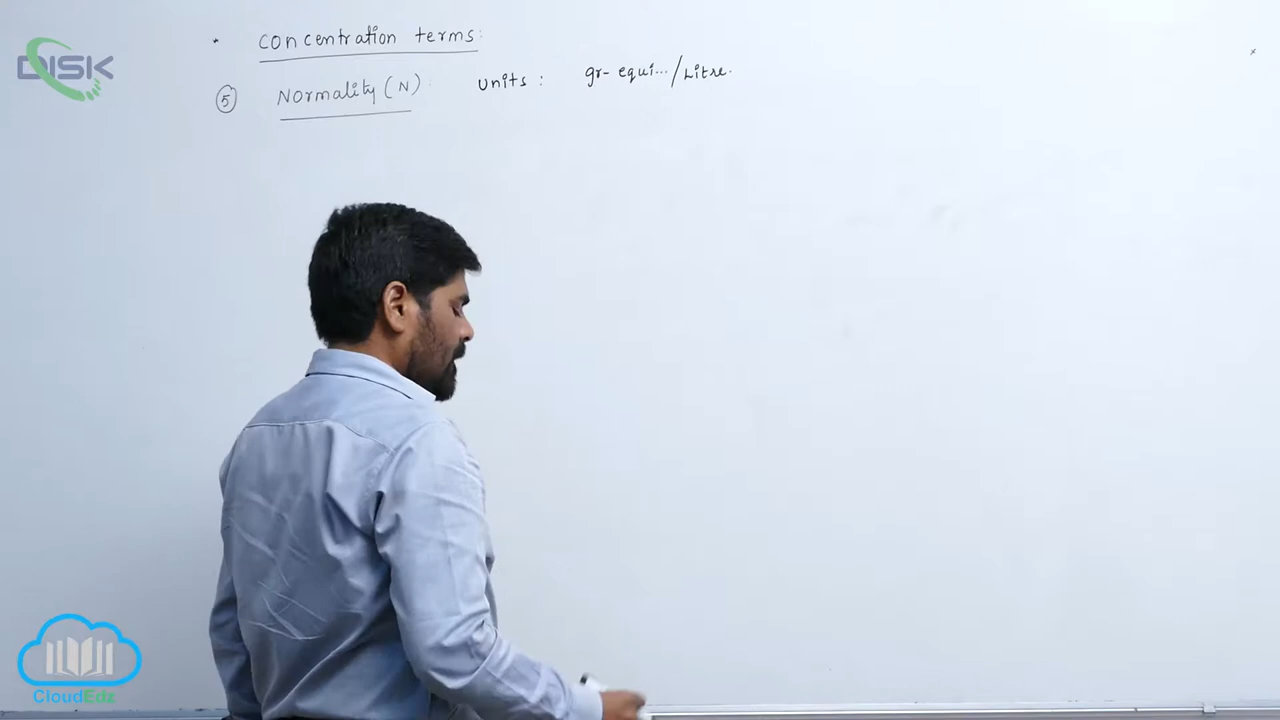 DISK
* Concentration terms:
⑤ Normality (N): units: gr- equi.../Litre.
CloudEdz